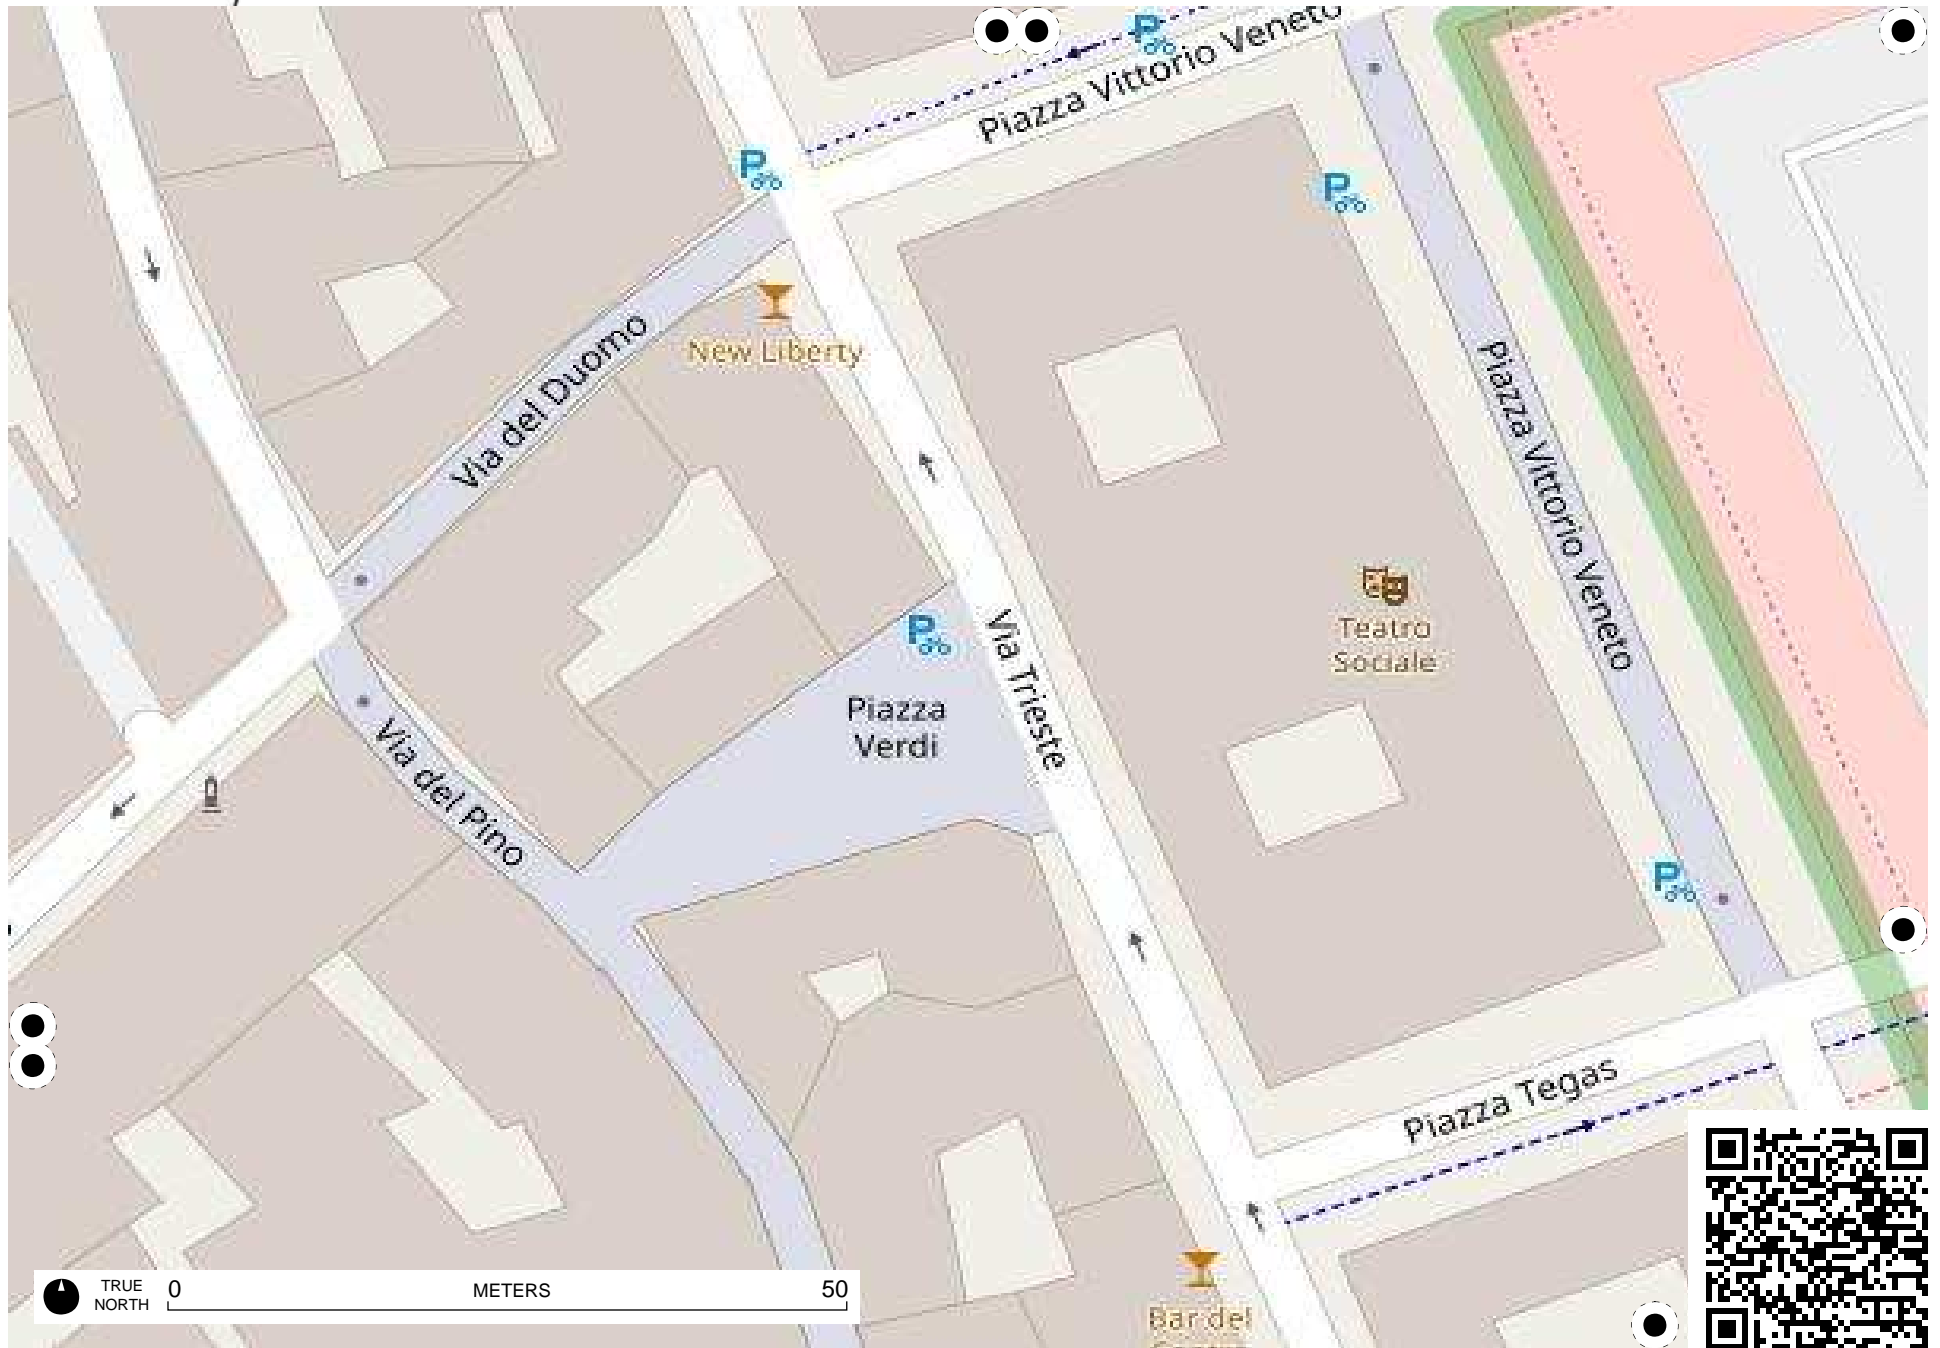 Piazza Vittorio Veneto
New Liberty
Via del Duomo
Piazza Vittorio Veneto
Teatro
Sociale
Via Trieste
Piazza
Verdi
Via del Pino
Piazza Tegas
Bar del
TRUE
NORTH
0
METERS
50